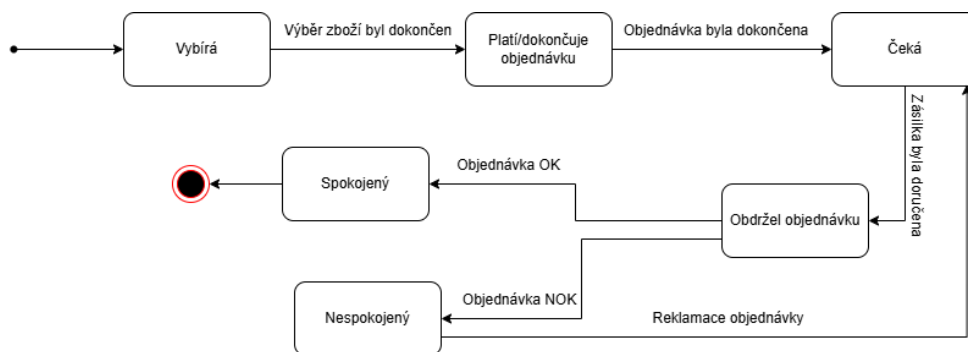 Vybírá
Výběr zboží byl dokončen
Platí/dokončuje
objednávku
Objednávka byla dokončena
Čeká
Zásilka byla doručena
Objednávka OK
Spokojený
Obdržel objednávku
Objednávka NOK
Nespokojený
Reklamace objednávky